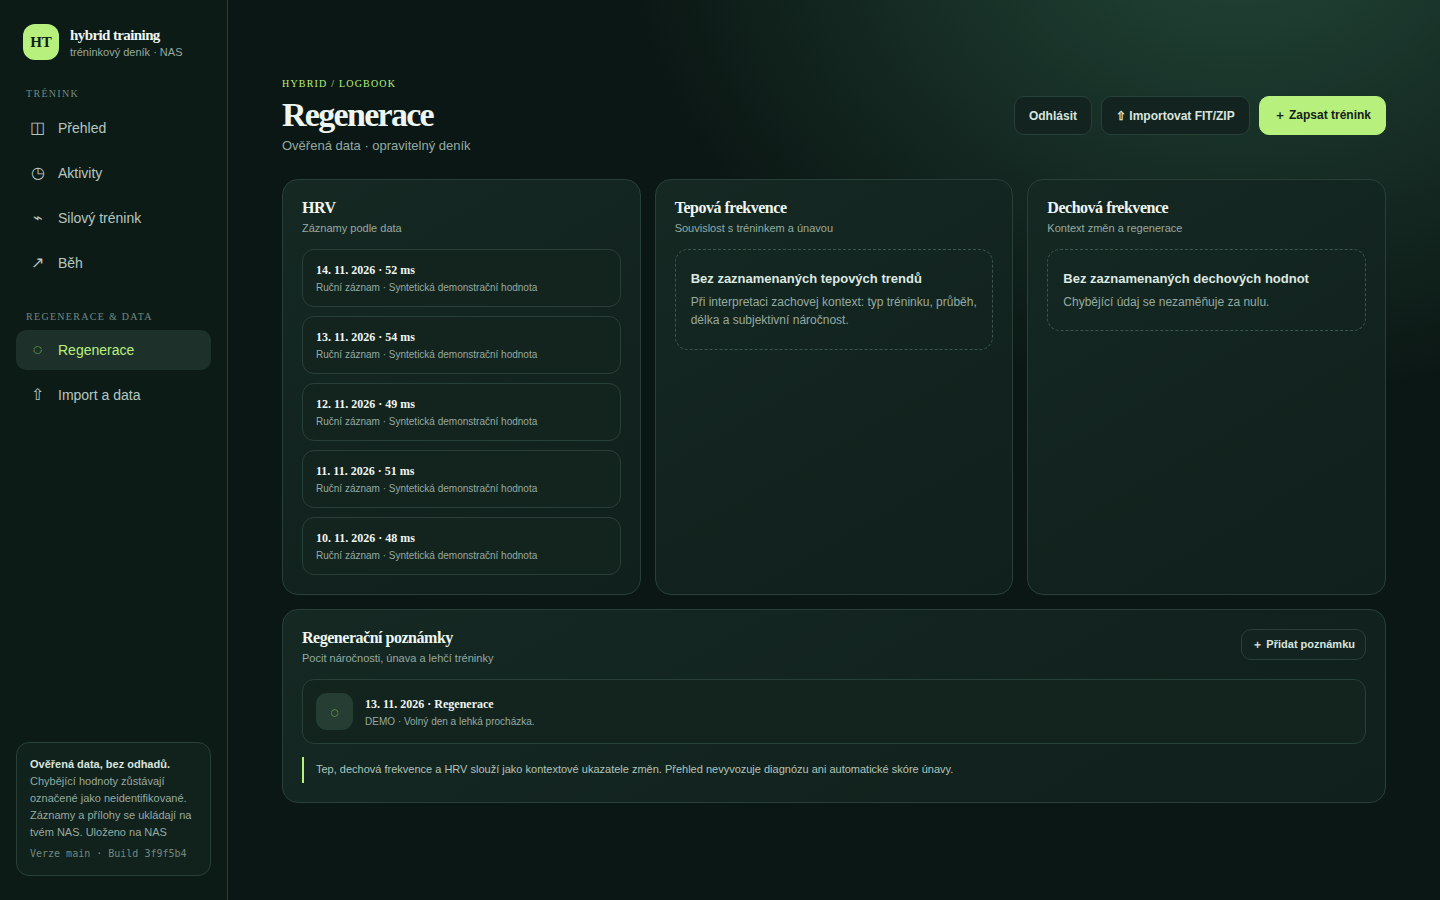 HT
hybrid training
tréninkový deník · NAS
TRÉNINK
Přehled
Aktivity
Silový trénink
Běh
REGENERACE & DATA
Regenerace
Import a data
Ověřená data, bez odhadů.
Chybějící hodnoty zůstávají
označené jako neidentifikované.
Záznamy a přílohy se ukládají na
tvém NAS. Uloženo na NAS
Verze main · Build 3f9f5b4
HYBRID / LOGBOOK
Regenerace
Ověřená data · opravitelný deník
Odhlásit
⇧ Importovat FIT/ZIP
+ Zapsat trénink
HRV
Záznamy podle data
14. 11. 2026 · 52 ms
Ruční záznam · Syntetická demonstrační hodnota
13. 11. 2026 · 54 ms
Ruční záznam · Syntetická demonstrační hodnota
12. 11. 2026 · 49 ms
Ruční záznam · Syntetická demonstrační hodnota
11. 11. 2026 · 51 ms
Ruční záznam · Syntetická demonstrační hodnota
10. 11. 2026 · 48 ms
Ruční záznam · Syntetická demonstrační hodnota
Tepová frekvence
Souvislost s tréninkem a únavou
Bez zaznamenaných tepových trendů
Při interpretaci zachovej kontext: typ tréninku, průběh,
délka a subjektivní náročnost.
Dechová frekvence
Kontext změn a regenerace
Bez zaznamenaných dechových hodnot
Chybějící údaj se nezaměňuje za nulu.
Regenerační poznámky
Pocit náročnosti, únava a lehčí tréninky
+ Přidat poznámku
13. 11. 2026 · Regenerace
DEMO · Volný den a lehká procházka.
Tep, dechová frekvence a HRV slouží jako kontextové ukazatele změn. Přehled nevyvozuje diagnózu ani automatické skóre únavy.